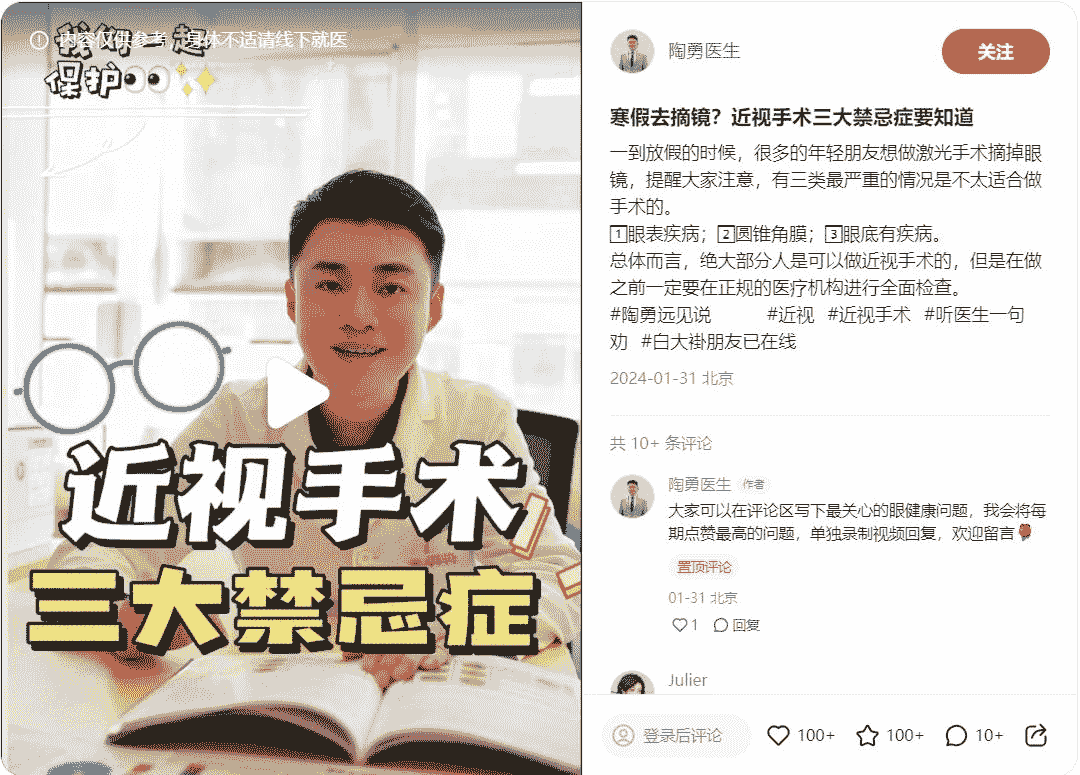 我们一起
内容仅供参考，身体不适请线下就医
保护
近视手术
三大禁忌症
陶勇医生
关注
寒假去摘镜？近视手术三大禁忌症要知道
一到放假的时候，很多的年轻朋友想做激光手术摘掉眼
镜，提醒大家注意，有三类最严重的情况是不太适合做
手术的。
1️⃣眼表疾病；2️⃣圆锥角膜；3️⃣眼底有疾病。
总体而言，绝大部分人是可以做近视手术的，但是在做
之前一定要在正规的医疗机构进行全面检查。
#陶勇远见说 #近视 #近视手术 #听医生一句
劝 #白大褂朋友已在线
2024-01-31 北京
共 10+ 条评论
陶勇医生 作者
大家可以在评论区写下最关心的眼健康问题，我会将每
期点赞最高的问题，单独录制视频回复，欢迎留言🌹
置顶评论
01-31 北京
1 回复
Julier
登录后评论 100+ 100+ 10+